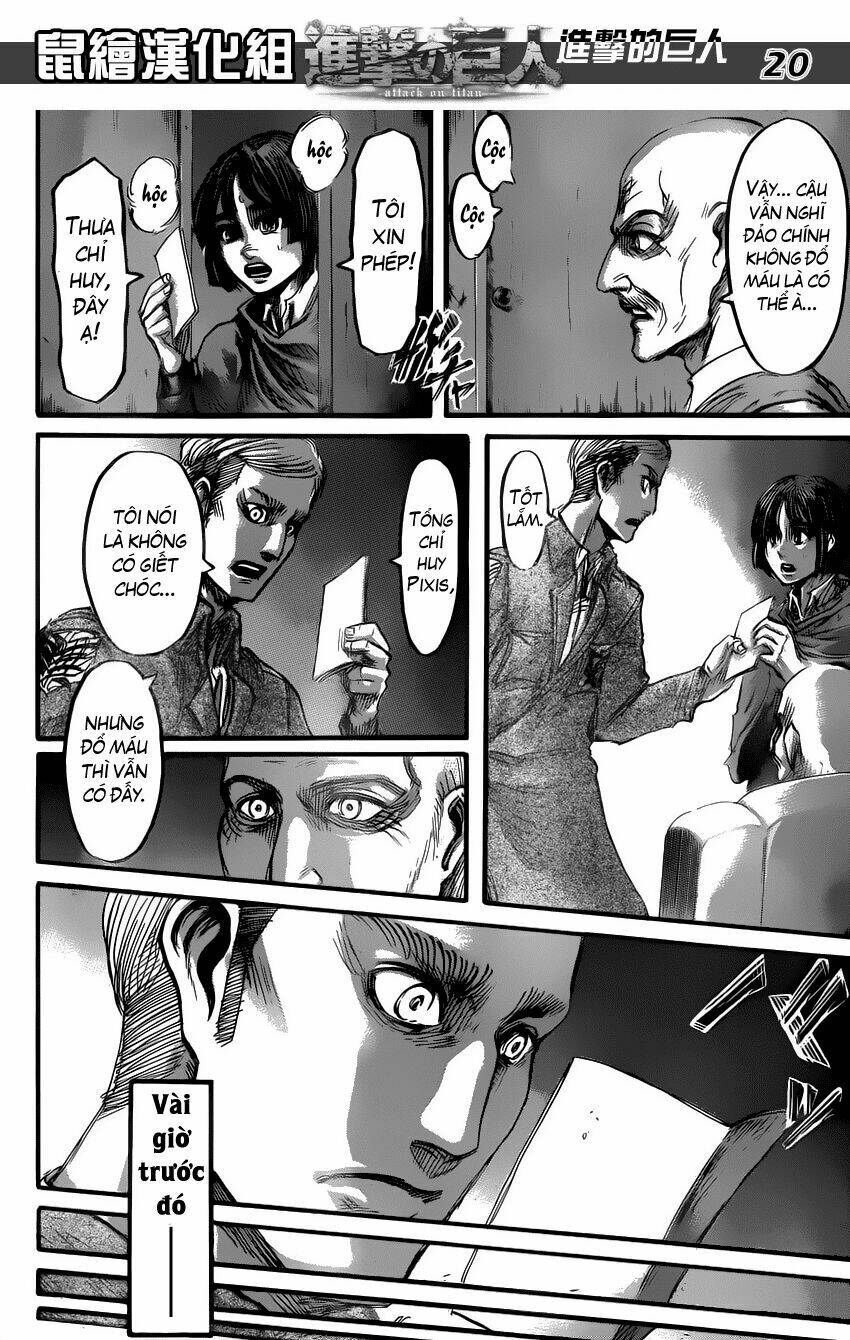 鼠繪漢化組
進撃の巨人
attack on titan
進擊的巨人
20
VẬY... CẬU
VẪN NGHĨ
ĐẢO CHÍNH
KHÔNG ĐỔ
MÁU LÀ CÓ
THỂ À...
Cộc
Cộc
TÔI
XIN
PHÉP!
hộc
hộc
THƯA
CHỈ
HUY,
ĐÂY
Ạ!
TỐT
LẮM.
TỔNG
CHỈ
HUY
PIXIS,
TÔI NÓI
LÀ KHÔNG
CÓ GIẾT
CHÓC...
NHƯNG
ĐỔ MÁU
THÌ VẪN
CÓ ĐẤY.
Vài
giờ
trước
đó